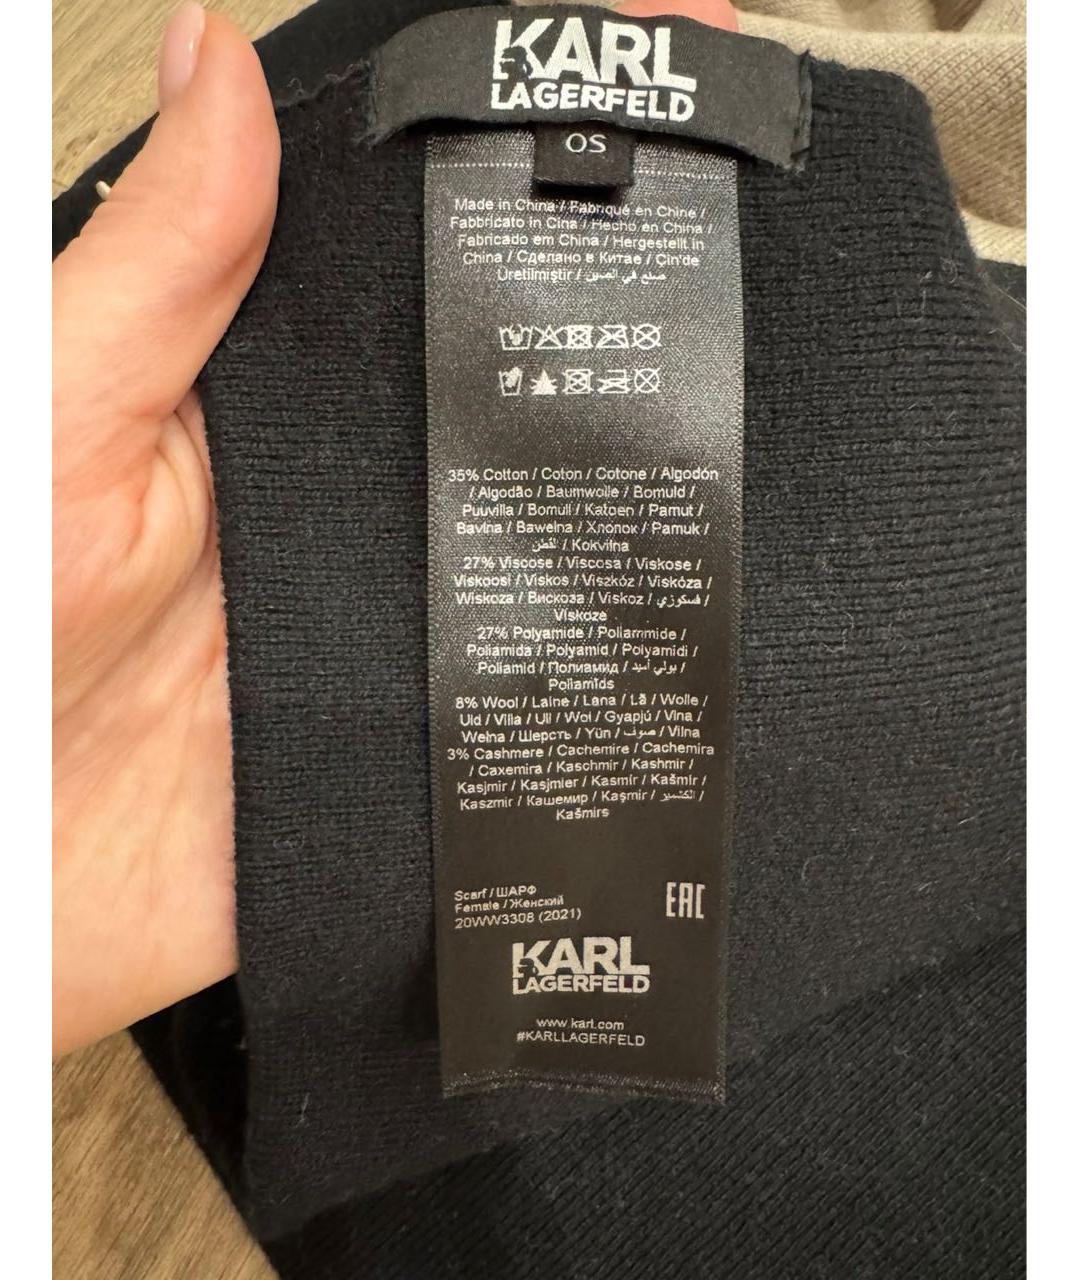 KARL
LAGERFELD
OS
Made in China / Fabriqué en Chine /
Fabbricato in Cina / Hecho en China /
Fabricado em China / Hergestellt in
China / Сделано в Китае / Çin'de
Üretilmiştir / صنع في الصين
35% Cotton / Coton / Cotone / Algodón
/ Algodão / Baumwolle / Bomuld /
Puuvilla / Bomull / Katoen / Pamut /
Bavlna / Bawełna / Хлопок / Pamuk /
القطن / Kokvilna
27% Viscose / Viscosa / Viskose /
Viskoosi / Viskos / Viszkóz / Viskóza /
Wiskoza / Вискоза / Viskoz / فسكوزي /
Viskoze
27% Polyamide / Poliammide /
Poliamida / Polyamid / Polyamidi /
Poliamid / Полиамид / بولي أميد /
Poliamīds
8% Wool / Laine / Lana / Lã / Wolle /
Uld / Villa / Ull / Wol / Gyapjú / Vlna /
Wełna / Шерсть / Yün / صوف / Vilna
3% Cashmere / Cachemire / Cachemira
/ Caxemira / Kaschmir / Kashmir /
Kasjmir / Kasjmier / Kasmír / Kašmír /
Kaszmir / Кашемир / Kaşmir / الكشمير /
Kašmirs
Scarf / ШАРФ
Female / Женский
20WW3308 (2021)
EAC
KARL
LAGERFELD
www.karl.com
#KARLLAGERFELD